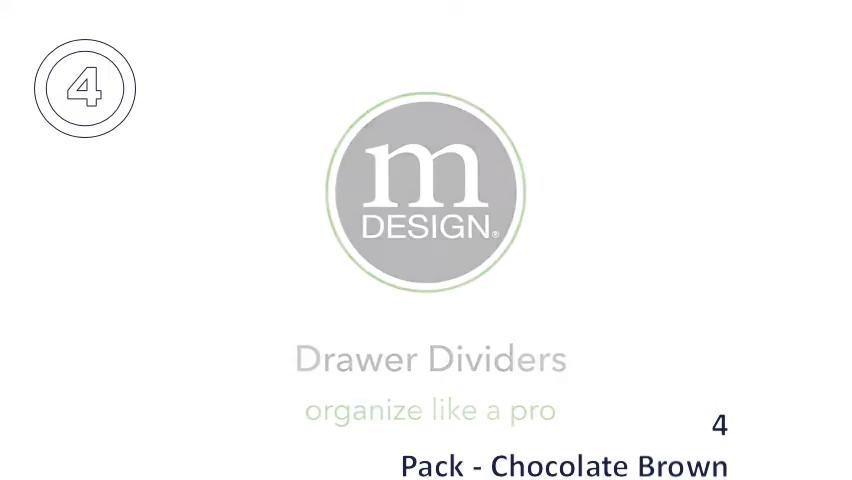 4
m
DESIGN®
Drawer Dividers
organize like a pro
4
Pack - Chocolate Brown